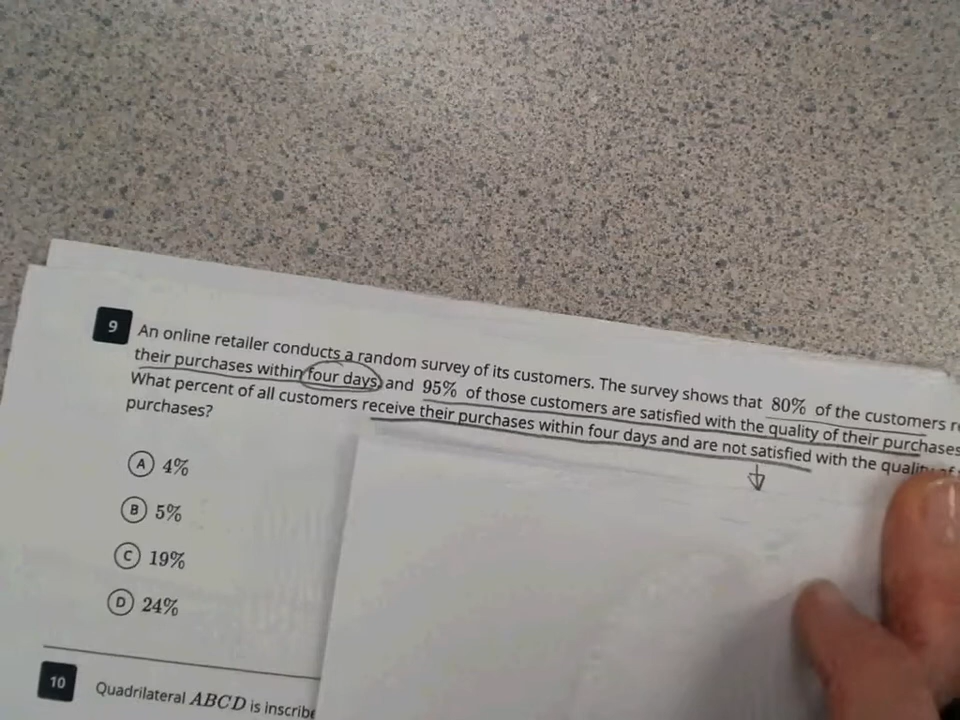 9 An online retailer conducts a random survey of its customers. The survey shows that 80% of the customers
their purchases within four days and 95% of those customers are satisfied with the quality of their purchases
What percent of all customers receive their purchases within four days and are not satisfied with the quality of
purchases?
A 4%
B 5%
C 19%
D 24%
10 Quadrilateral ABCD is inscribe